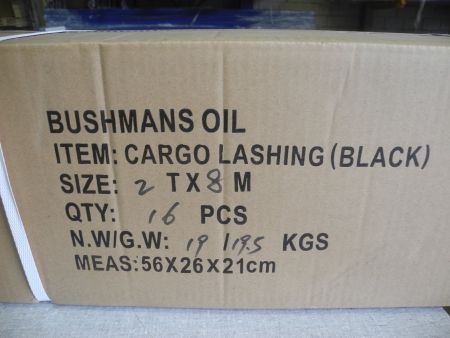 BUSHMANS OIL
ITEM: CARGO LASHING (BLACK)
SIZE: 2 T X 8 M
QTY: 16 PCS
N.W/G.W: 19 / 19.5 KGS
MEAS: 56X26X21cm